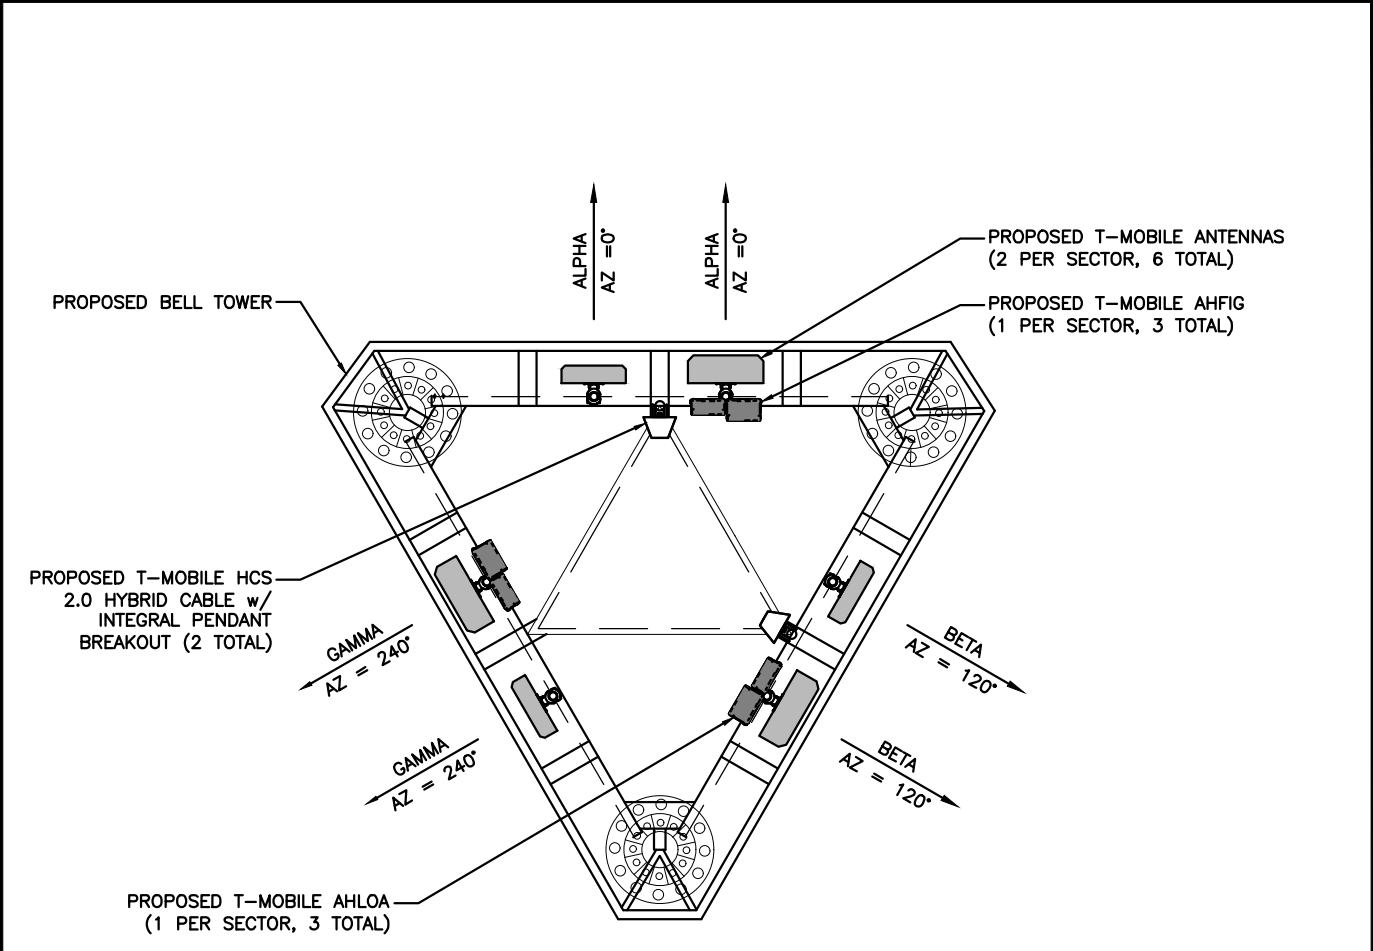 ALPHA
AZ =0°
ALPHA
AZ =0°
PROPOSED T-MOBILE ANTENNAS
(2 PER SECTOR, 6 TOTAL)
PROPOSED BELL TOWER
PROPOSED T-MOBILE AHFIG
(1 PER SECTOR, 3 TOTAL)
PROPOSED T-MOBILE HCS
2.0 HYBRID CABLE w/
INTEGRAL PENDANT
BREAKOUT (2 TOTAL)
GAMMA
AZ = 240°
BETA
AZ = 120°
GAMMA
AZ = 240°
BETA
AZ = 120°
PROPOSED T-MOBILE AHLOA
(1 PER SECTOR, 3 TOTAL)